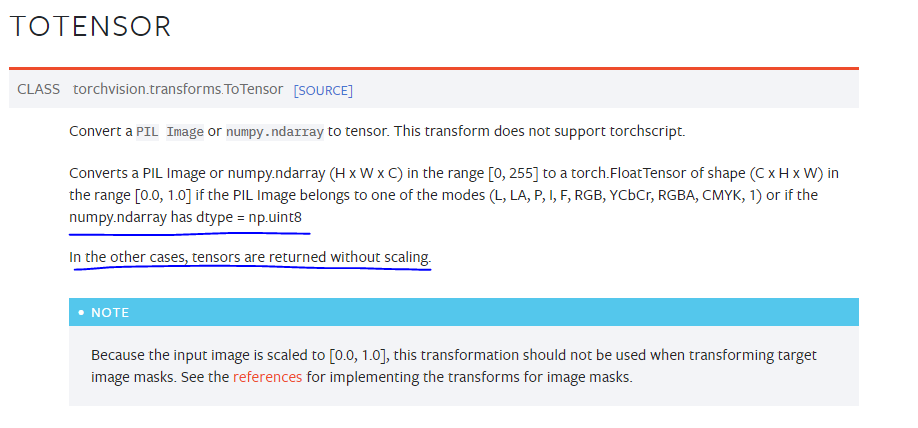 TOTENSOR
CLASS torchvision.transforms.ToTensor [SOURCE]
Convert a PIL Image or numpy.ndarray to tensor. This transform does not support torchscript.
Converts a PIL Image or numpy.ndarray (H x W x C) in the range [0, 255] to a torch.FloatTensor of shape (C x H x W) in
the range [0.0, 1.0] if the PIL Image belongs to one of the modes (L, LA, P, I, F, RGB, YCbCr, RGBA, CMYK, 1) or if the
numpy.ndarray has dtype = np.uint8
In the other cases, tensors are returned without scaling.
• NOTE
Because the input image is scaled to [0.0, 1.0], this transformation should not be used when transforming target
image masks. See the references for implementing the transforms for image masks.